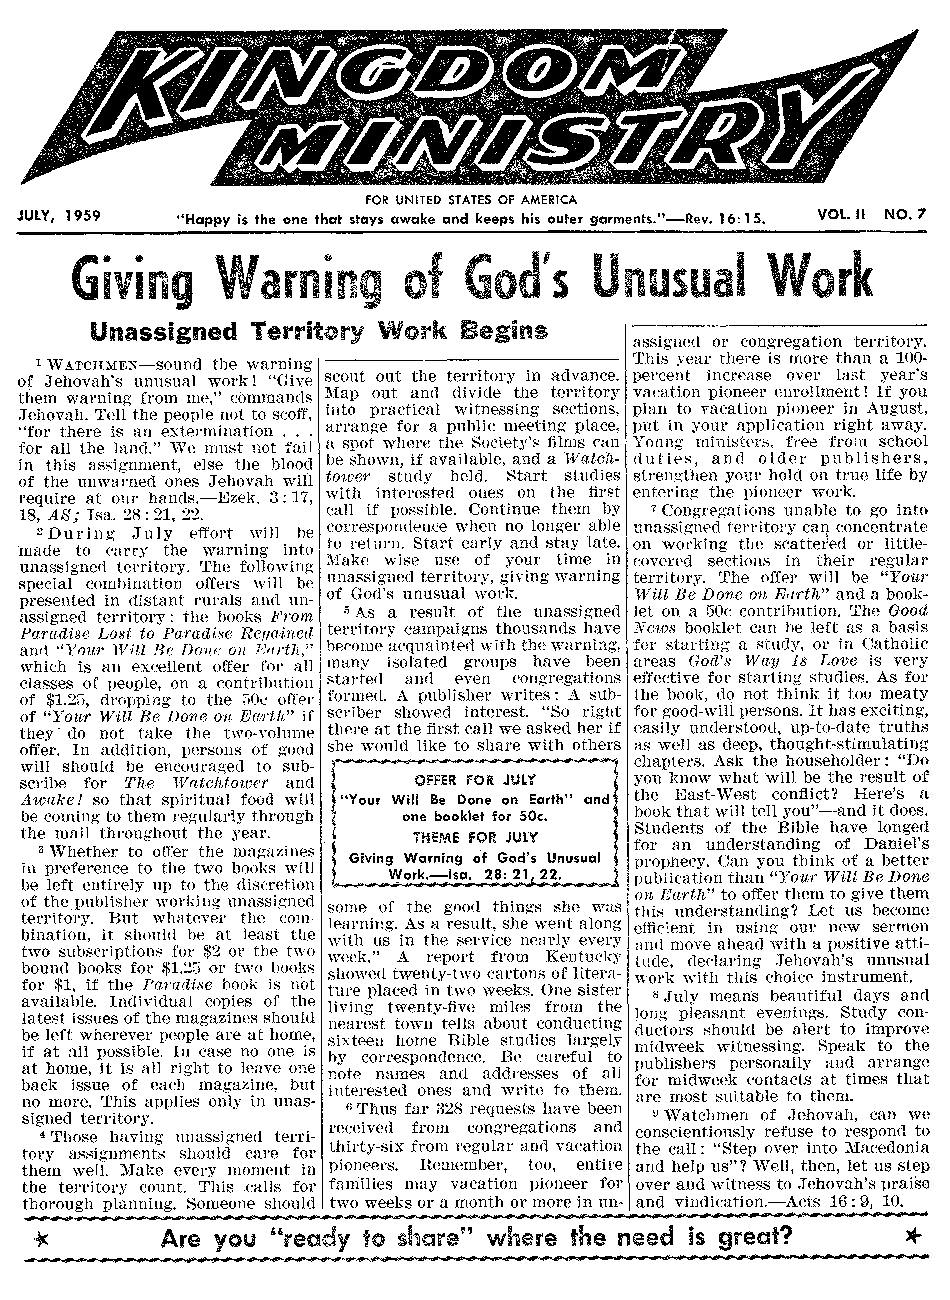 KINGDOM
MINISTRY
FOR UNITED STATES OF AMERICA
JULY, 1959
"Happy is the one that stays awake and keeps his outer garments."—Rev. 16:15.
VOL. II NO. 7
Giving Warning of God's Unusual Work
Unassigned Territory Work Begins
1 WATCHMEN—sound the warning
of Jehovah's unusual work! "Give
them warning from me," commands
Jehovah. Tell the people not to scoff,
"for there is an extermination . . .
for all the land." We must not fail
in this assignment, else the blood
of the unwarned ones Jehovah will
require at our hands.—Ezek. 3:17,
18, AS; Isa. 28:21, 22.
2 During July effort will be
made to carry the warning into
unassigned territory. The following
special combination offers will be
presented in distant rurals and un-
assigned territory: the books From
Paradise Lost to Paradise Regained
and "Your Will Be Done on Earth,"
which is an excellent offer for all
classes of people, on a contribution
of $1.25, dropping to the 50c offer
of "Your Will Be Done on Earth" if
they do not take the two-volume
offer. In addition, persons of good
will should be encouraged to sub-
scribe for The Watchtower and
Awake! so that spiritual food will
be coming to them regularly through
the mail throughout the year.
3 Whether to offer the magazines
in preference to the two books will
be left entirely up to the discretion
of the publisher working unassigned
territory. But whatever the com-
bination, it should be at least the
two subscriptions for $2 or the two
bound books for $1.25 or two books
for $1, if the Paradise book is not
available. Individual copies of the
latest issues of the magazines should
be left wherever people are at home,
if at all possible. In case no one is
at home, it is all right to leave one
back issue of each magazine, but
no more. This applies only in unas-
signed territory.
4 Those having unassigned terri-
tory assignments should care for
them well. Make every moment in
the territory count. This calls for
thorough planning. Someone should
scout out the territory in advance.
Map out and divide the territory
into practical witnessing sections,
arrange for a public meeting place,
a spot where the Society's films can
be shown, if available, and a Watch-
tower study held. Start studies
with interested ones on the first
call if possible. Continue them by
correspondence when no longer able
to return. Start early and stay late.
Make wise use of your time in
unassigned territory, giving warning
of God's unusual work.
5 As a result of the unassigned
territory campaigns thousands have
become acquainted with the warning,
many isolated groups have been
started and even congregations
formed. A publisher writes: A sub-
scriber showed interest. "So right
there at the first call we asked her if
she would like to share with others
OFFER FOR JULY
"Your Will Be Done on Earth" and
one booklet for 50c.
THEME FOR JULY
Giving Warning of God's Unusual
Work.—Isa. 28:21, 22.
some of the good things she was
learning. As a result, she went along
with us in the service nearly every
week." A report from Kentucky
showed twenty-two cartons of litera-
ture placed in two weeks. One sister
living twenty-five miles from the
nearest town tells about conducting
sixteen home Bible studies largely
by correspondence. Be careful to
note names and addresses of all
interested ones and write to them.
6 Thus far 328 requests have been
received from congregations and
thirty-six from regular and vacation
pioneers. Remember, too, entire
families may vacation pioneer for
two weeks or a month or more in un-
assigned or congregation territory.
This year there is more than a 100-
percent increase over last year's
vacation pioneer enrollment! If you
plan to vacation pioneer in August,
put in your application right away.
Young ministers, free from school
duties, and older publishers,
strengthen your hold on true life by
entering the pioneer work.
7 Congregations unable to go into
unassigned territory can concentrate
on working the scattered or little-
covered sections in their regular
territory. The offer will be "Your
Will Be Done on Earth" and a book-
let on a 50c contribution. The Good
News booklet can be left as a basis
for starting a study, or in Catholic
areas God's Way Is Love is very
effective for starting studies. As for
the book, do not think it too meaty
for good-will persons. It has exciting,
easily understood, up-to-date truths
as well as deep, thought-stimulating
chapters. Ask the householder: "Do
you know what will be the result of
the East-West conflict? Here's a
book that will tell you"—and it does.
Students of the Bible have longed
for an understanding of Daniel's
prophecy. Can you think of a better
publication than "Your Will Be Done
on Earth" to offer them to give them
this understanding? Let us become
efficient in using our new sermon
and move ahead with a positive atti-
tude, declaring Jehovah's unusual
work with this choice instrument.
8 July means beautiful days and
long pleasant evenings. Study con-
ductors should be alert to improve
midweek witnessing. Speak to the
publishers personally and arrange
for midweek contacts at times that
are most suitable to them.
9 Watchmen of Jehovah, can we
conscientiously refuse to respond to
the call: "Step over into Macedonia
and help us"? Well, then, let us step
over and witness to Jehovah's praise
and vindication.—Acts 16:9, 10.
★ Are you "ready to share" where the need is great? ★